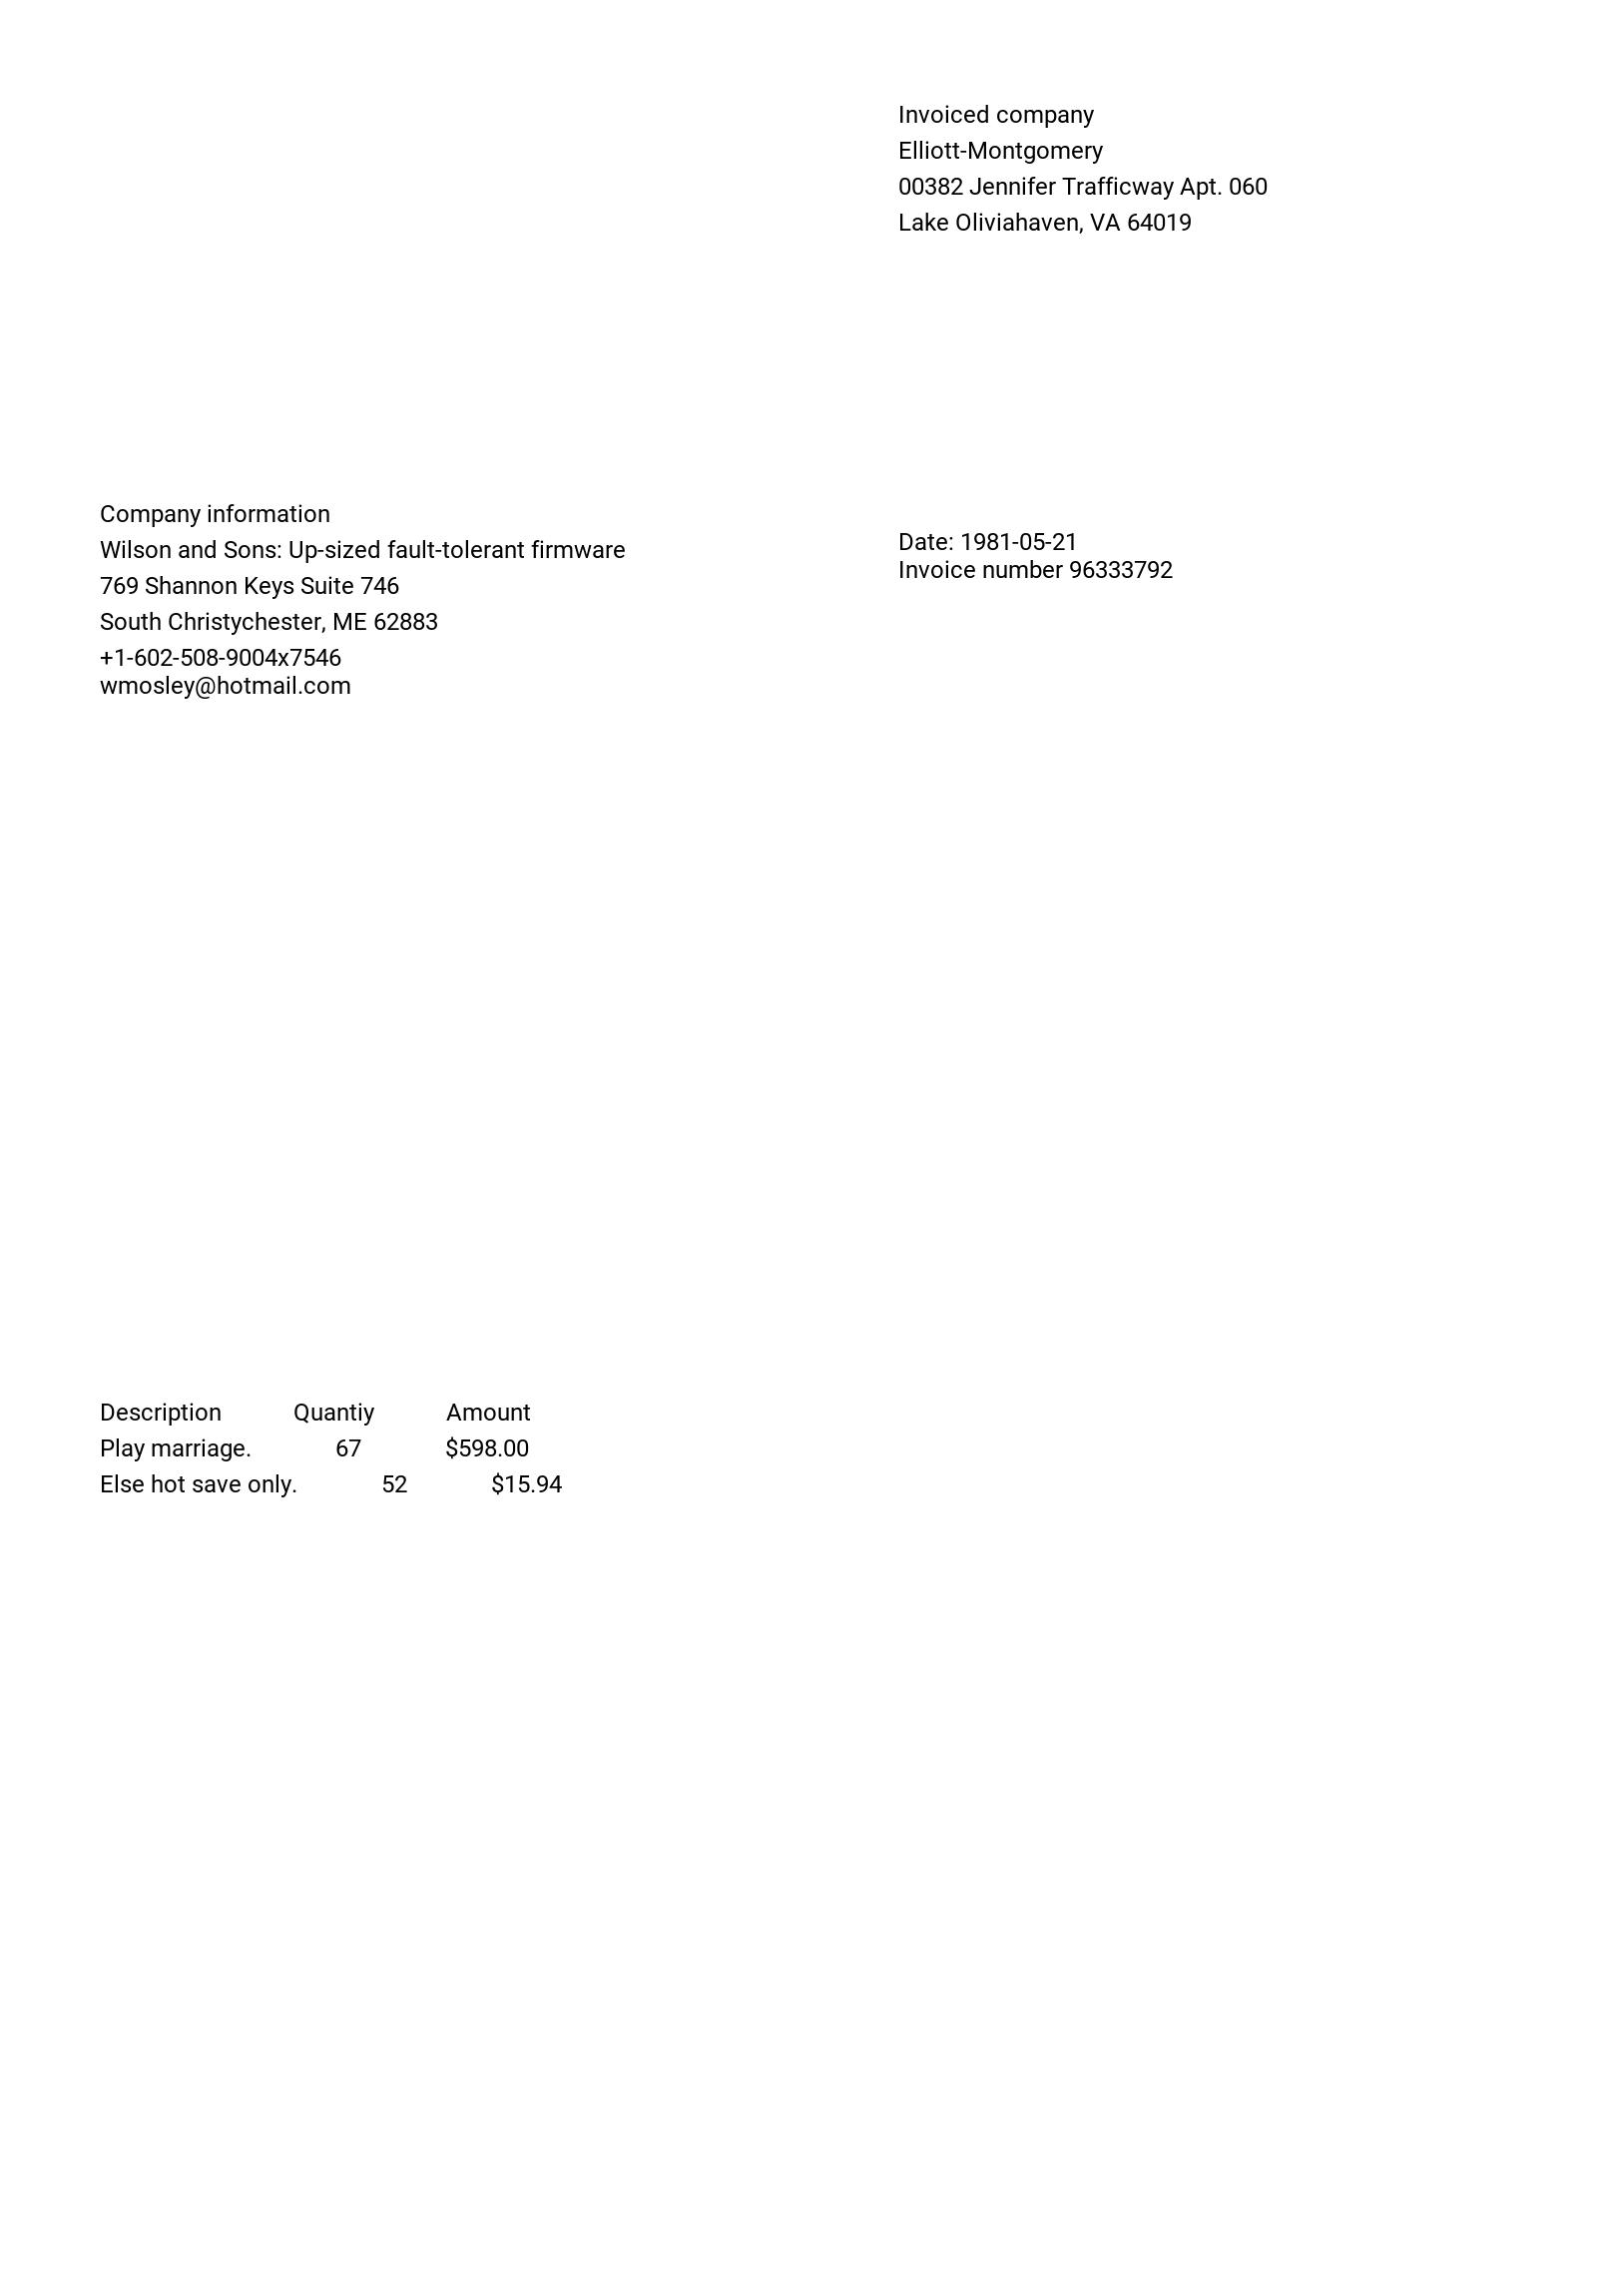 Invoiced company
Elliott-Montgomery
00382 Jennifer Trafficway Apt. 060
Lake Oliviahaven, VA 64019
Company information
Wilson and Sons: Up-sized fault-tolerant firmware
769 Shannon Keys Suite 746
South Christychester, ME 62883
+1-602-508-9004x7546
wmosley@hotmail.com
Date: 1981-05-21
Invoice number 96333792
Description Quantiy Amount
Play marriage. 67 $598.00
Else hot save only. 52 $15.94